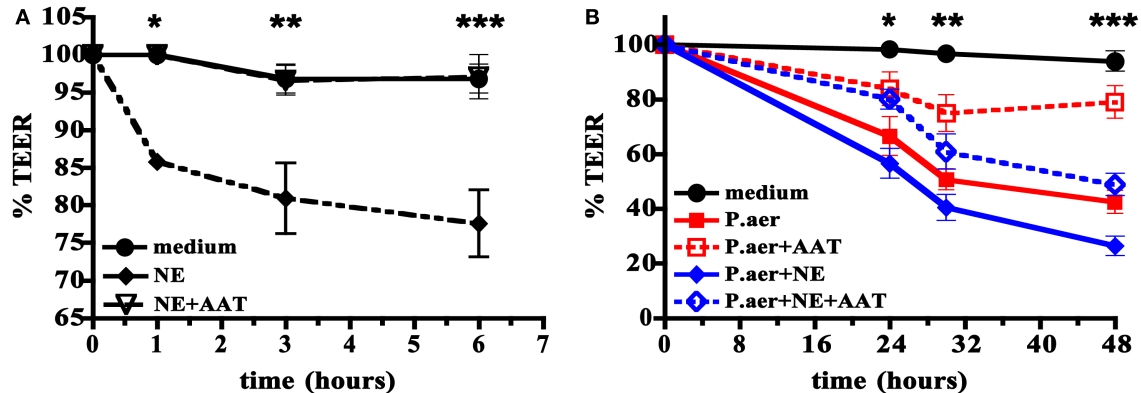 A
* ** ***
105
100
95
90
85
80
75
70
65
% TEER
medium
NE
NE+AAT
0 1 2 3 4 5 6 7
time (hours)
B
* ** ***
100
80
60
40
20
0
% TEER
medium
P.aer
P.aer+AAT
P.aer+NE
P.aer+NE+AAT
0 8 16 24 32 40 48
time (hours)